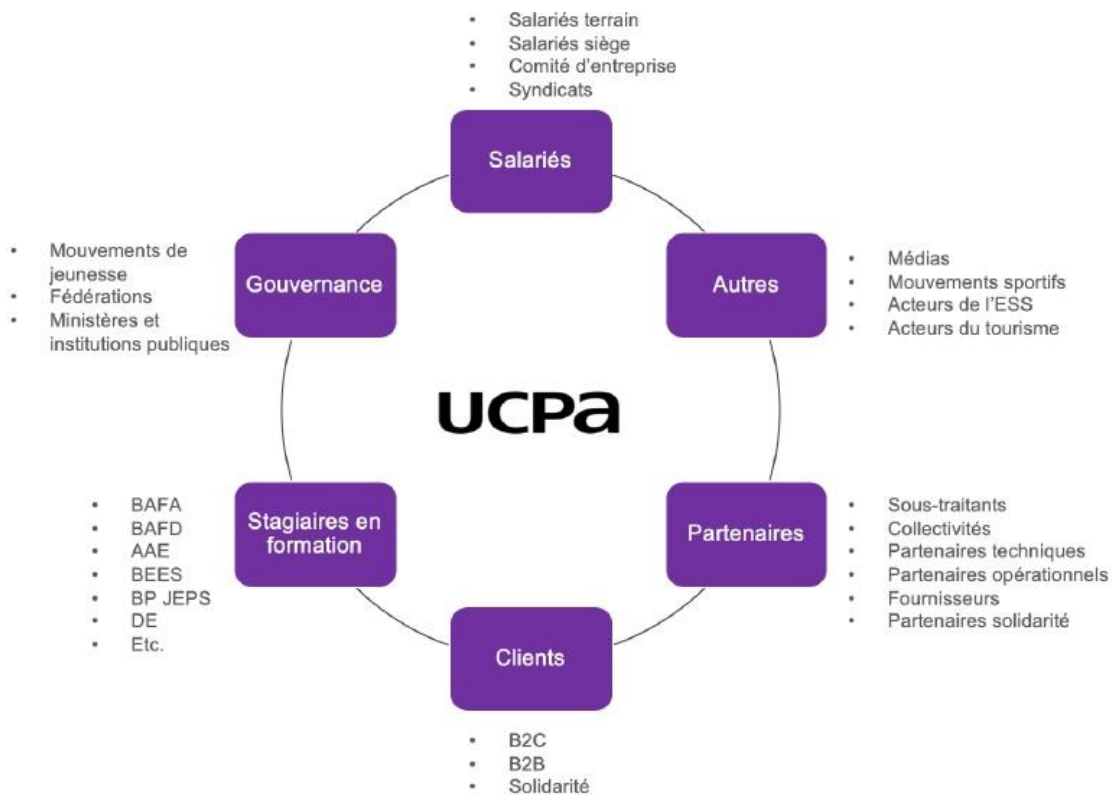 • Salariés terrain
• Salariés siège
• Comité d'entreprise
• Syndicats
Salariés
• Mouvements de
jeunesse
• Fédérations
• Ministères et
institutions publiques
Gouvernance
Autres
• Médias
• Mouvements sportifs
• Acteurs de l'ESS
• Acteurs du tourisme
UCPA
• BAFA
• BAFD
• AAE
• BEES
• BP JEPS
• DE
• Etc.
Stagiaires en
formation
Partenaires
• Sous-traitants
• Collectivités
• Partenaires techniques
• Partenaires opérationnels
• Fournisseurs
• Partenaires solidarité
Clients
• B2C
• B2B
• Solidarité